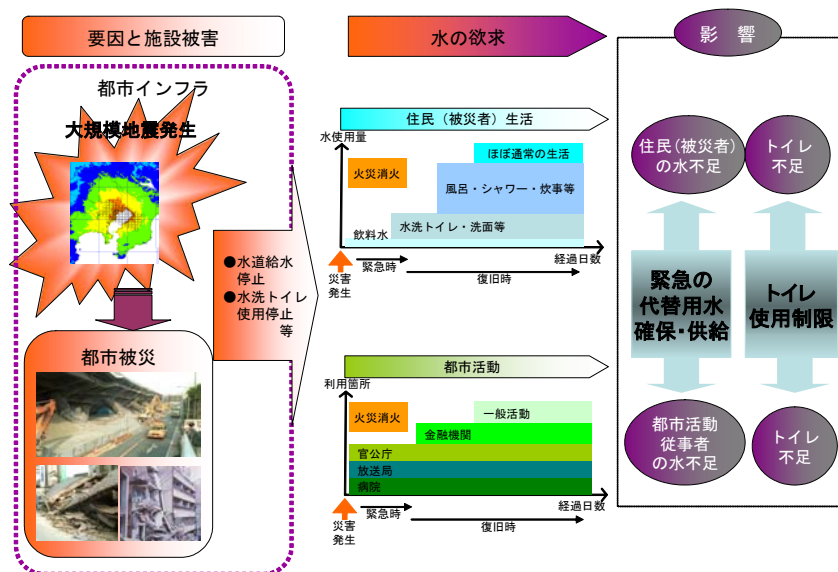 要因と施設被害
都市インフラ
大規模地震発生
都市被災
●水道給水
停止
●水洗トイレ
使用停止
等
水の欲求
住民（被災者）生活
水使用量
ほぼ通常の生活
火災消火
風呂・シャワー・炊事等
水洗トイレ・洗面等
飲料水
経過日数
災害
発生
緊急時
復旧時
都市活動
利用箇所
火災消火
一般活動
金融機関
官公庁
放送局
病院
経過日数
災害
発生
緊急時
復旧時
影　響
住民(被災者)
の水不足
トイレ
不足
緊急の
代替用水
確保・供給
トイレ
使用制限
都市活動
従事者
の水不足
トイレ
不足